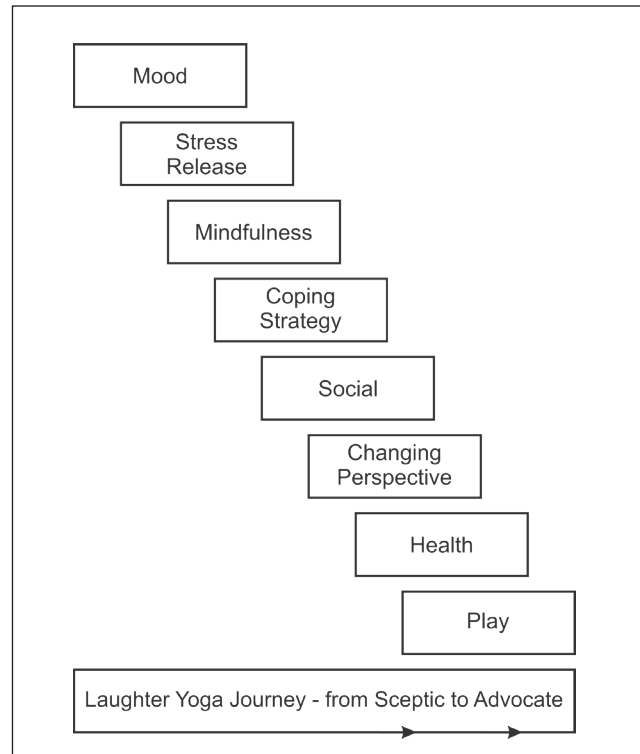 Mood
Stress
Release
Mindfulness
Coping
Strategy
Social
Changing
Perspective
Health
Play
Laughter Yoga Journey - from Sceptic to Advocate